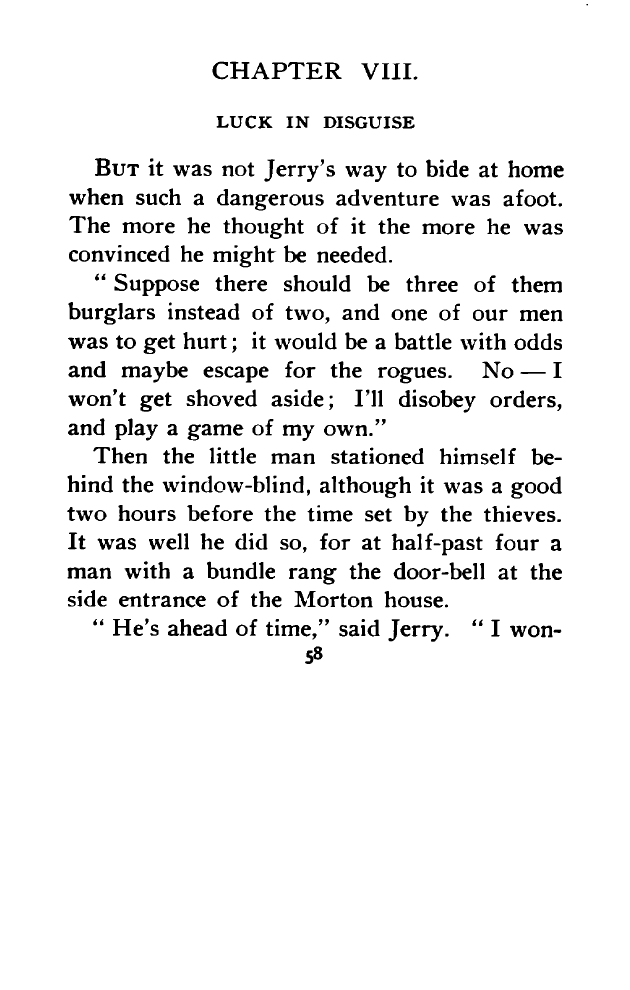 CHAPTER VIII.
LUCK IN DISGUISE
BUT it was not Jerry's way to bide at home
when such a dangerous adventure was afoot.
The more he thought of it the more he was
convinced he might be needed.
“ Suppose there should be three of them
burglars instead of two, and one of our men
was to get hurt ; it would be a battle with odds
and maybe escape for the rogues. No — I
won't get shoved aside ; I'll disobey orders,
and play a game of my own.”
Then the little man stationed himself be-
hind the window-blind, although it was a good
two hours before the time set by the thieves.
It was well he did so, for at half-past four a
man with a bundle rang the door-bell at the
side entrance of the Morton house.
“ He's ahead of time,” said Jerry. “ I won-
58